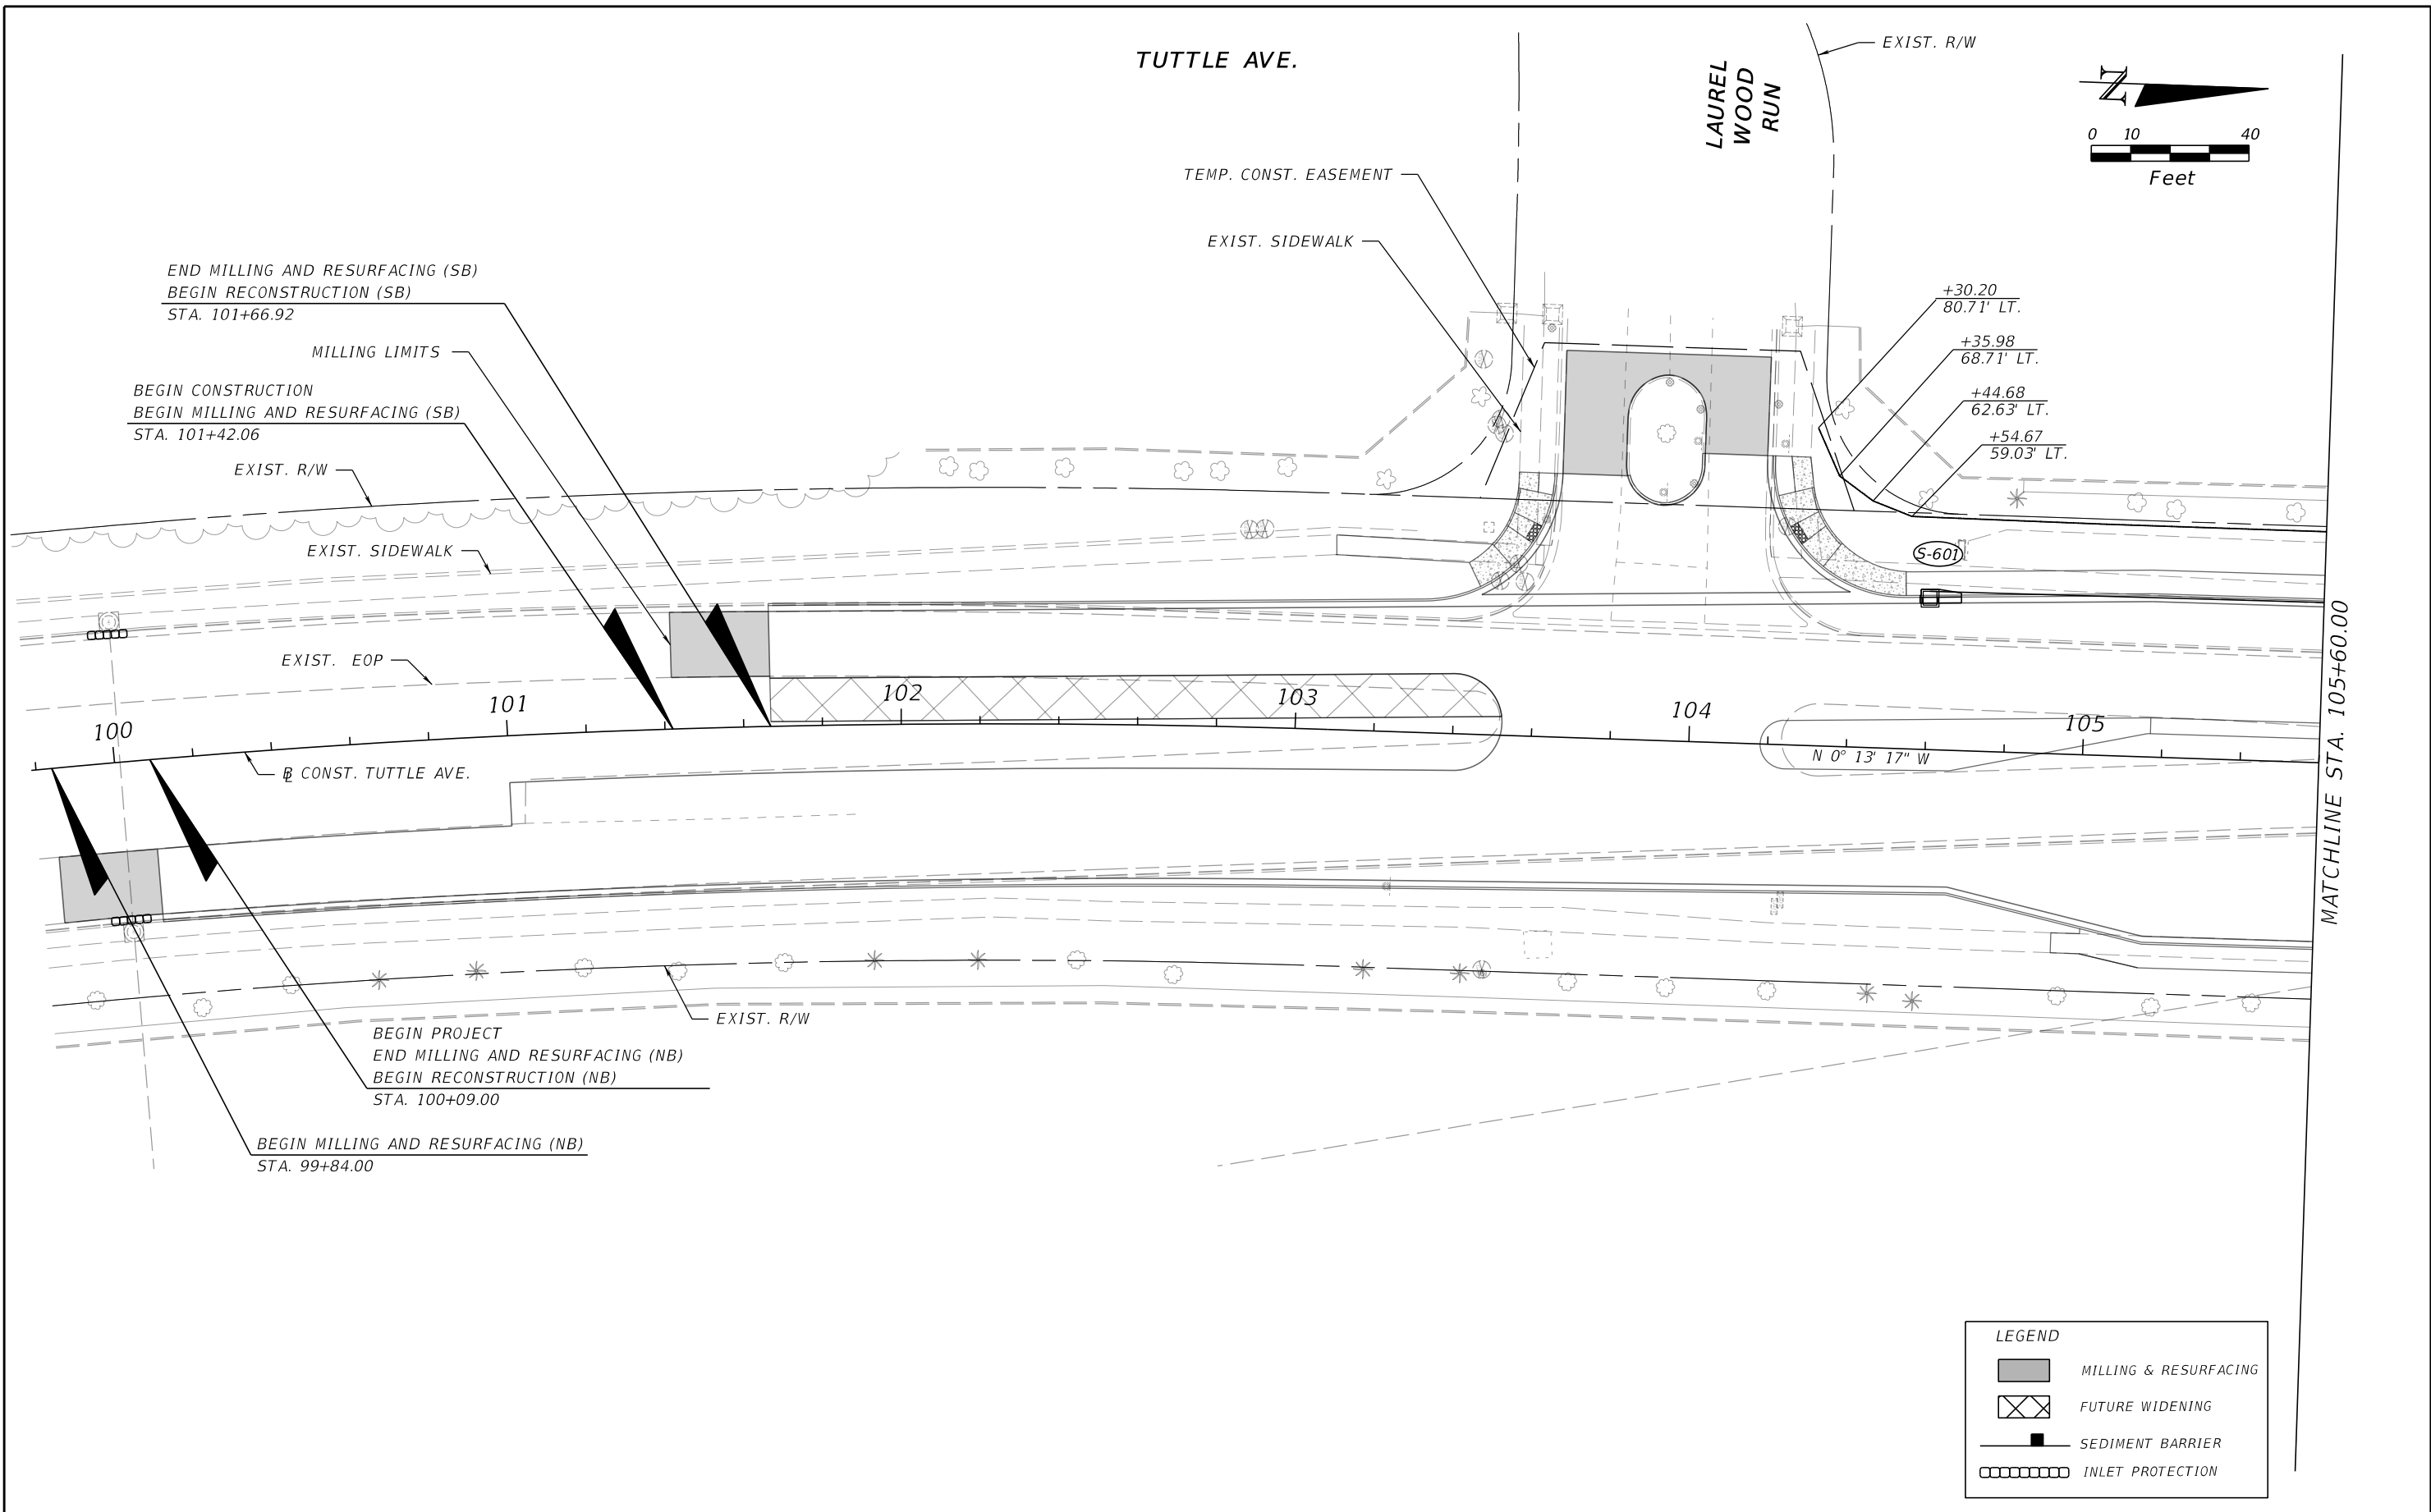 TUTTLE AVE.
LAUREL
WOOD
RUN
EXIST. R/W
N
0 10 40
Feet
TEMP. CONST. EASEMENT
EXIST. SIDEWALK
END MILLING AND RESURFACING (SB)
BEGIN RECONSTRUCTION (SB)
STA. 101+66.92
MILLING LIMITS
BEGIN CONSTRUCTION
BEGIN MILLING AND RESURFACING (SB)
STA. 101+42.06
EXIST. R/W
EXIST. SIDEWALK
EXIST. EOP
+30.20
80.71' LT.
+35.98
68.71' LT.
+44.68
62.63' LT.
+54.67
59.03' LT.
S-601
100
101
102
103
104
105
N 0° 13' 17" W
BL CONST. TUTTLE AVE.
MATCHLINE STA. 105+60.00
EXIST. R/W
BEGIN PROJECT
END MILLING AND RESURFACING (NB)
BEGIN RECONSTRUCTION (NB)
STA. 100+09.00
BEGIN MILLING AND RESURFACING (NB)
STA. 99+84.00
LEGEND
MILLING & RESURFACING
FUTURE WIDENING
SEDIMENT BARRIER
INLET PROTECTION